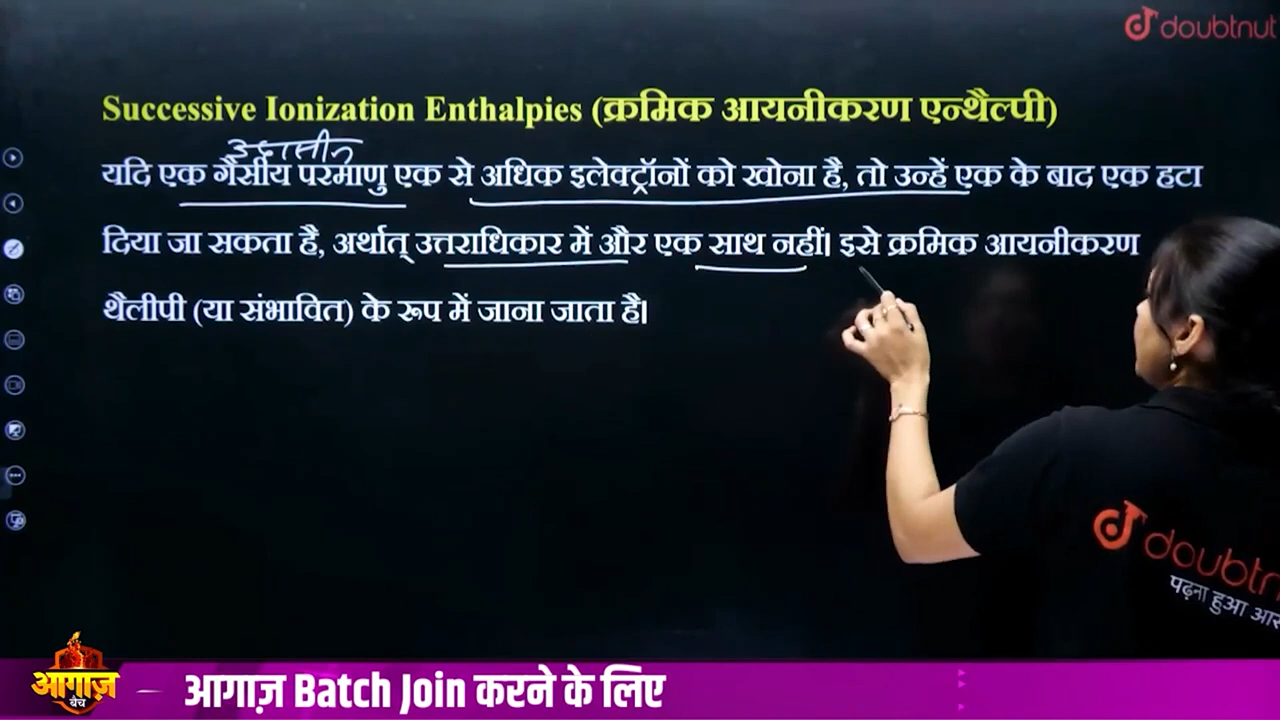 doubtnut
Successive Ionization Enthalpies (क्रमिक आयनीकरण एन्थैल्पी)
उदासीन
यदि एक गैसीय परमाणु एक से अधिक इलेक्ट्रॉनों को खोना है, तो उन्हें एक के बाद एक हटा
दिया जा सकता है, अर्थात् उत्तराधिकार में और एक साथ नहीं। इसे क्रमिक आयनीकरण
थैलीपी (या संभावित) के रूप में जाना जाता है।
पढ़ना हुआ
आगाज़
बैच
आगाज़ Batch Join करने के लिए